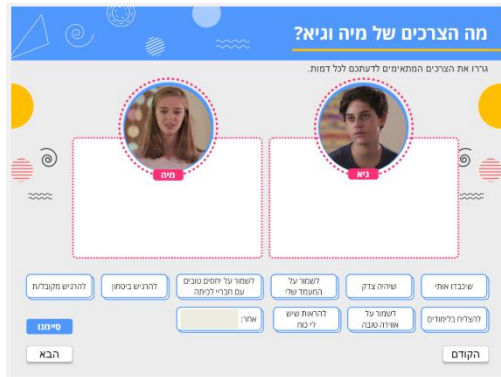 מה הצרכים של מיה וגיא?
גררו את הצרכים המתאימים לדעתכם לכל דמות.
גיא
מיה
שיכבדו אותי
שיהיה צדק
לשמור על
המעמד שלי
לשמור על יחסים טובים
עם חבריי לכיתה
להרגיש ביטחון
להרגיש מקובל/ת
להצליח בלימודים
לשמור על
אווירה טובה
להראות שיש
לי כוח
אחר:
סיימנו
הקודם
הבא